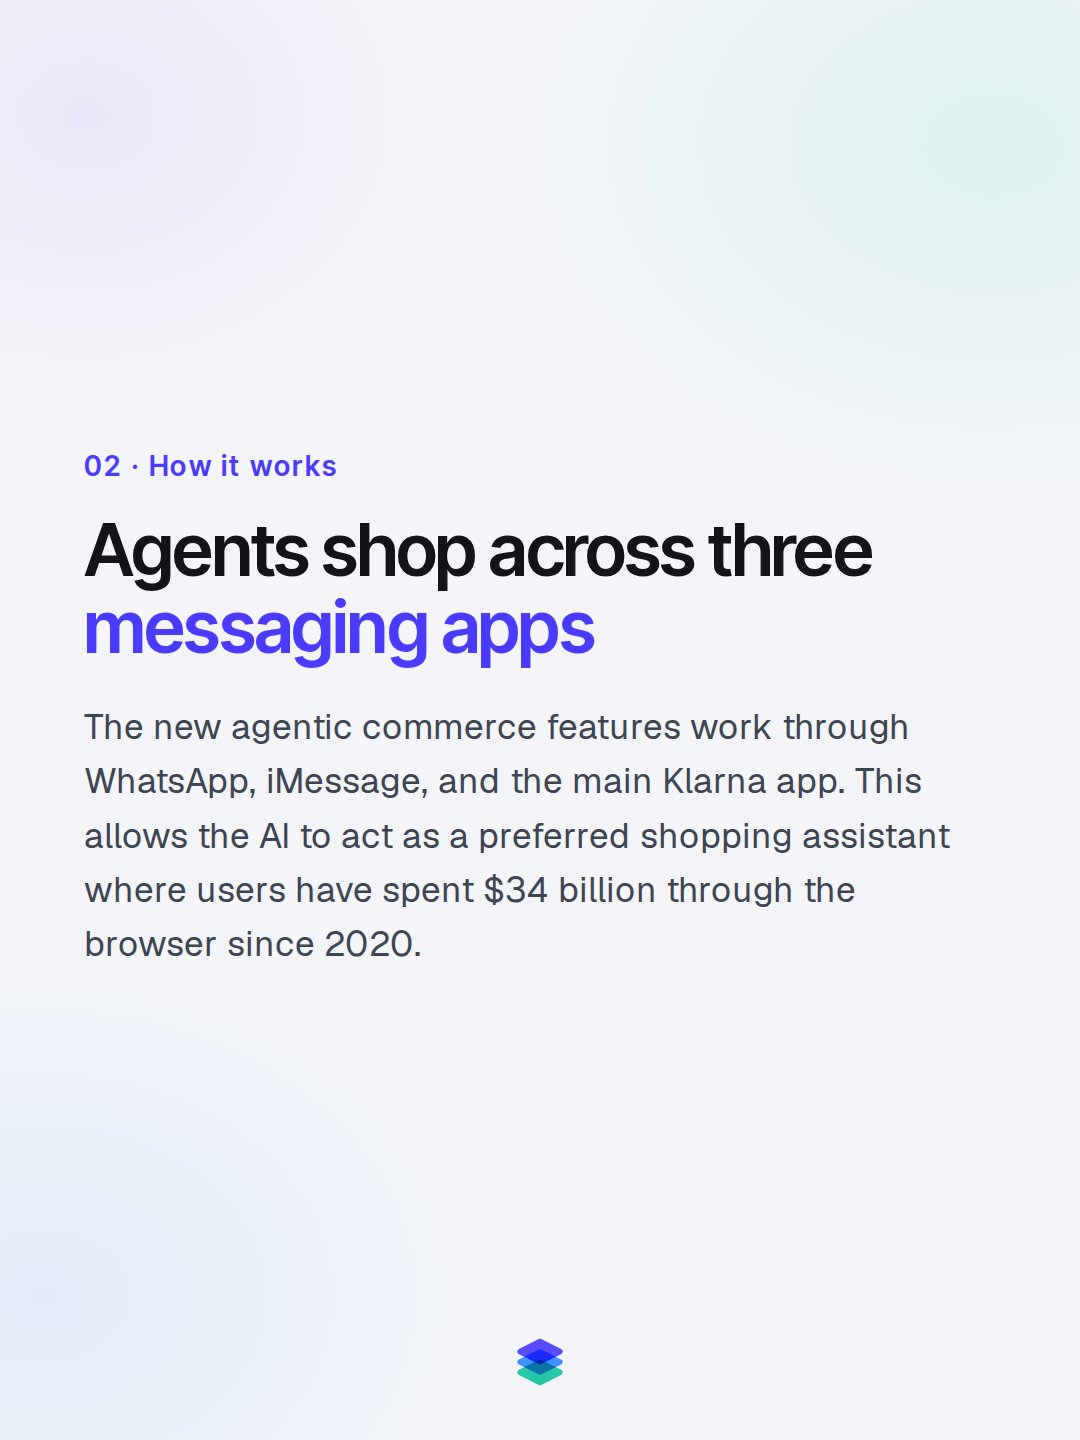 02 · How it works
Agents shop across three
messaging apps
The new agentic commerce features work through
WhatsApp, iMessage, and the main Klarna app. This
allows the AI to act as a preferred shopping assistant
where users have spent $34 billion through the
browser since 2020.